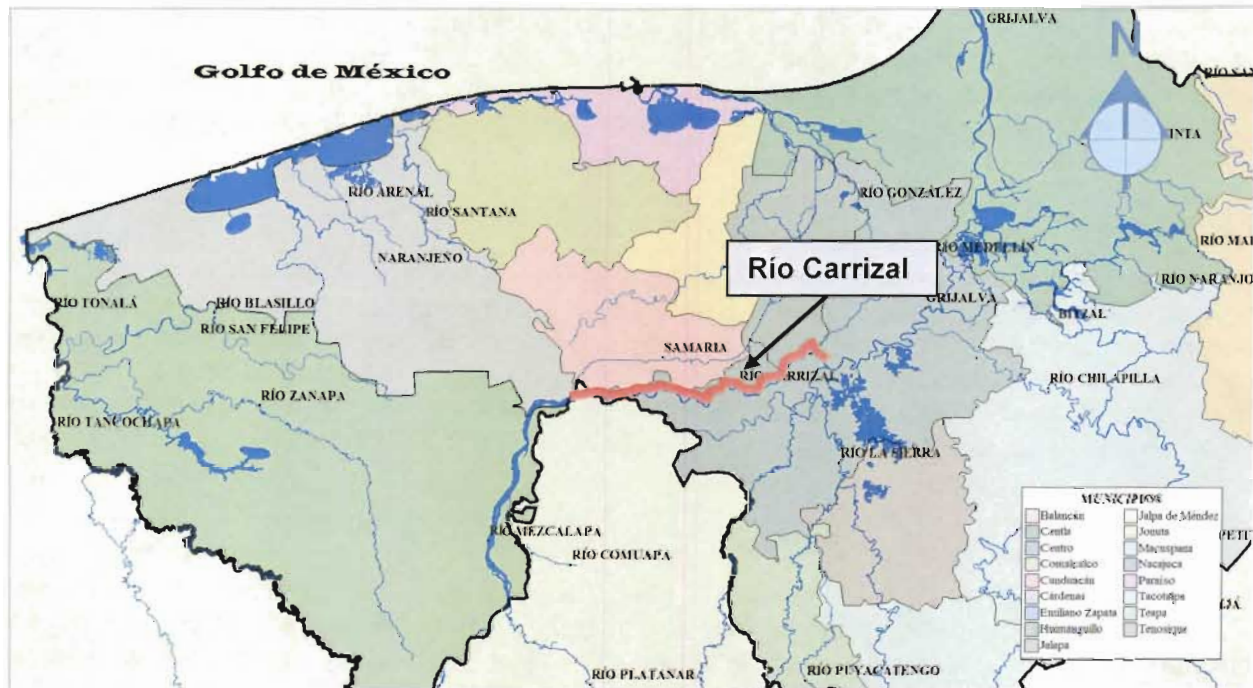 GRIJALVA
N
Golfo de México
INTA
RÍO ARENAL
RÍO GONZÁLEZ
RÍO SANTANA
RÍO MEDELLÍN
NARANJEÑO
Río Carrizal
RÍO NARANJO
RÍO TONALÁ
RÍO BLASILLO
GRIJALVA
BITZAL
RÍO SAN FELIPE
SAMARIA
RÍO CARRIZAL
RÍO CHILAPILLA
RÍO ZANAPA
RÍO TANCOCHAPA
RÍO LA SIERRA
MUNICIPIOS
Balancán
Centla
Centro
Comalcalco
Cunduacán
Cárdenas
Emiliano Zapata
Huimanguillo
Jalapa
Jalpa de Méndez
Jonuta
Macuspana
Nacajuca
Paraíso
Tacotalpa
Teapa
Tenosique
RÍO MEZCALAPA
RÍO COMUAPA
RÍO PLATANAR
RÍO PUYACATENGO